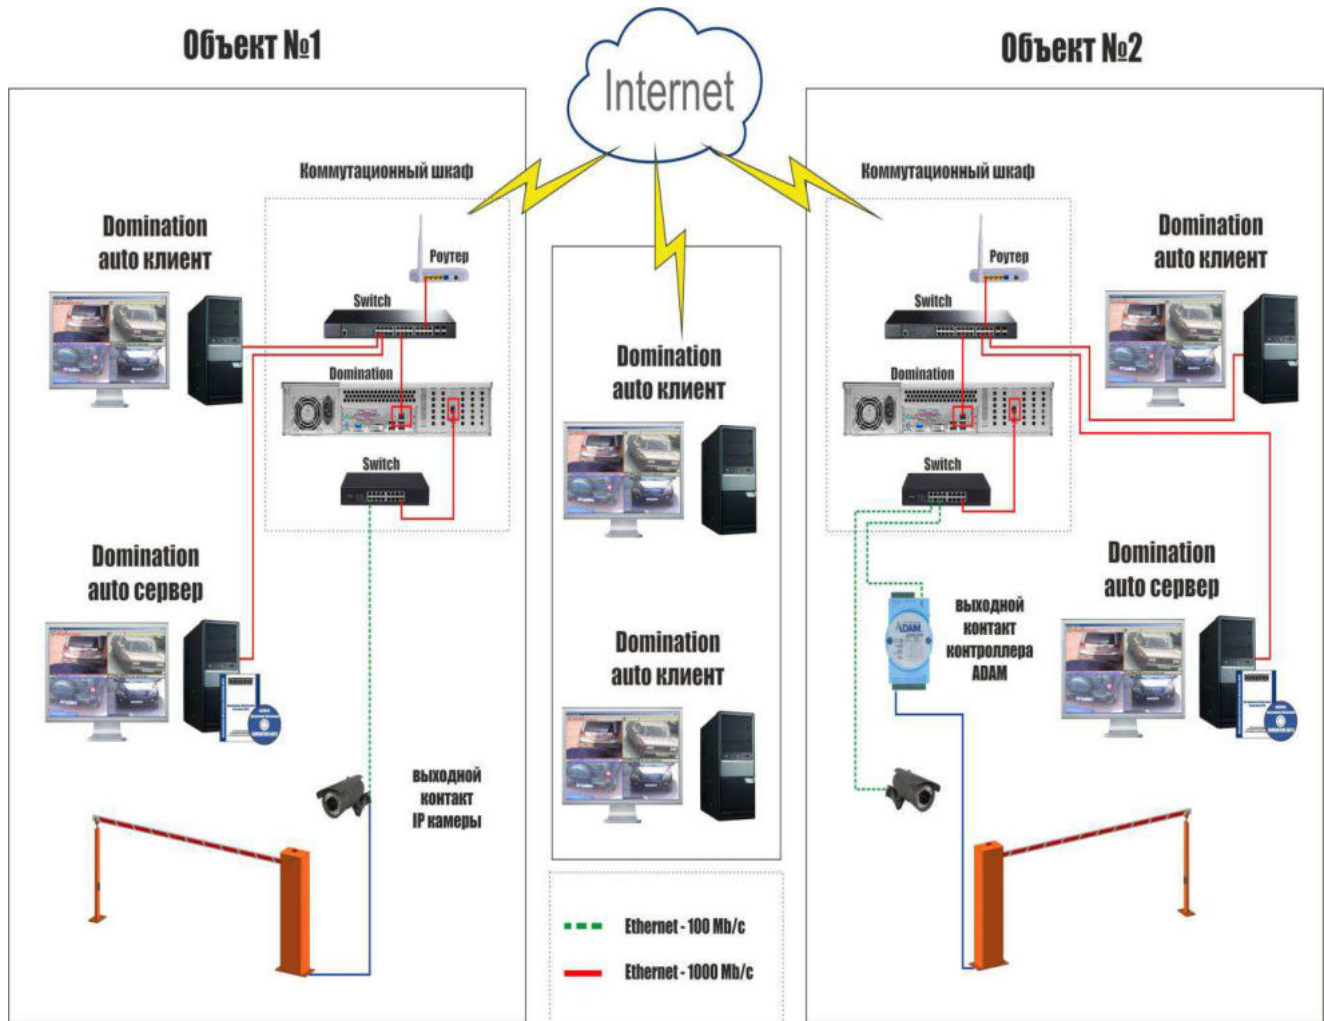 Объект №1
Internet
Объект №2
Коммутационный шкаф
Domination
auto клиент
Роутер
Switch
Domination
Switch
Domination
auto сервер
выходной
контакт
IP камеры
Domination
auto клиент
Domination
auto клиент
Ethernet - 100 Mb/c
Ethernet - 1000 Mb/c
Коммутационный шкаф
Роутер
Domination
auto клиент
Switch
Domination
Switch
ADAM
выходной
контакт
контроллера
ADAM
Domination
auto сервер